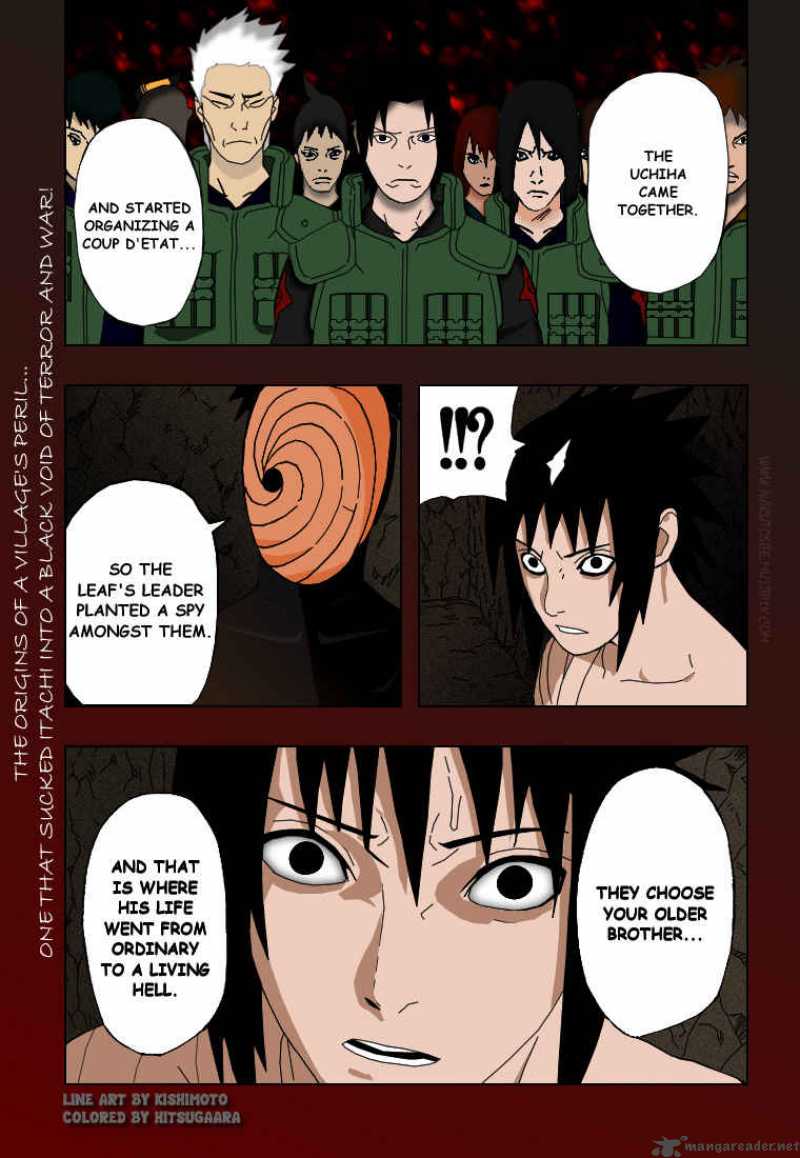 THE
UCHIHA
CAME
TOGETHER.
AND STARTED
ORGANIZING A
COUP D'ETAT...
!!?
SO THE
LEAF'S LEADER
PLANTED A SPY
AMONGST THEM.
THEY CHOOSE
YOUR OLDER
BROTHER...
AND THAT
IS WHERE
HIS LIFE
WENT FROM
ORDINARY
TO A LIVING
HELL.
THE ORIGINS OF A VILLAGE'S PERIL...
ONE THAT SUCKED ITACHI INTO A BLACK VOID OF TERROR AND WAR!
LINE ART BY KISHIMOTO
COLORED BY HITSUGAARA
mangareader.net